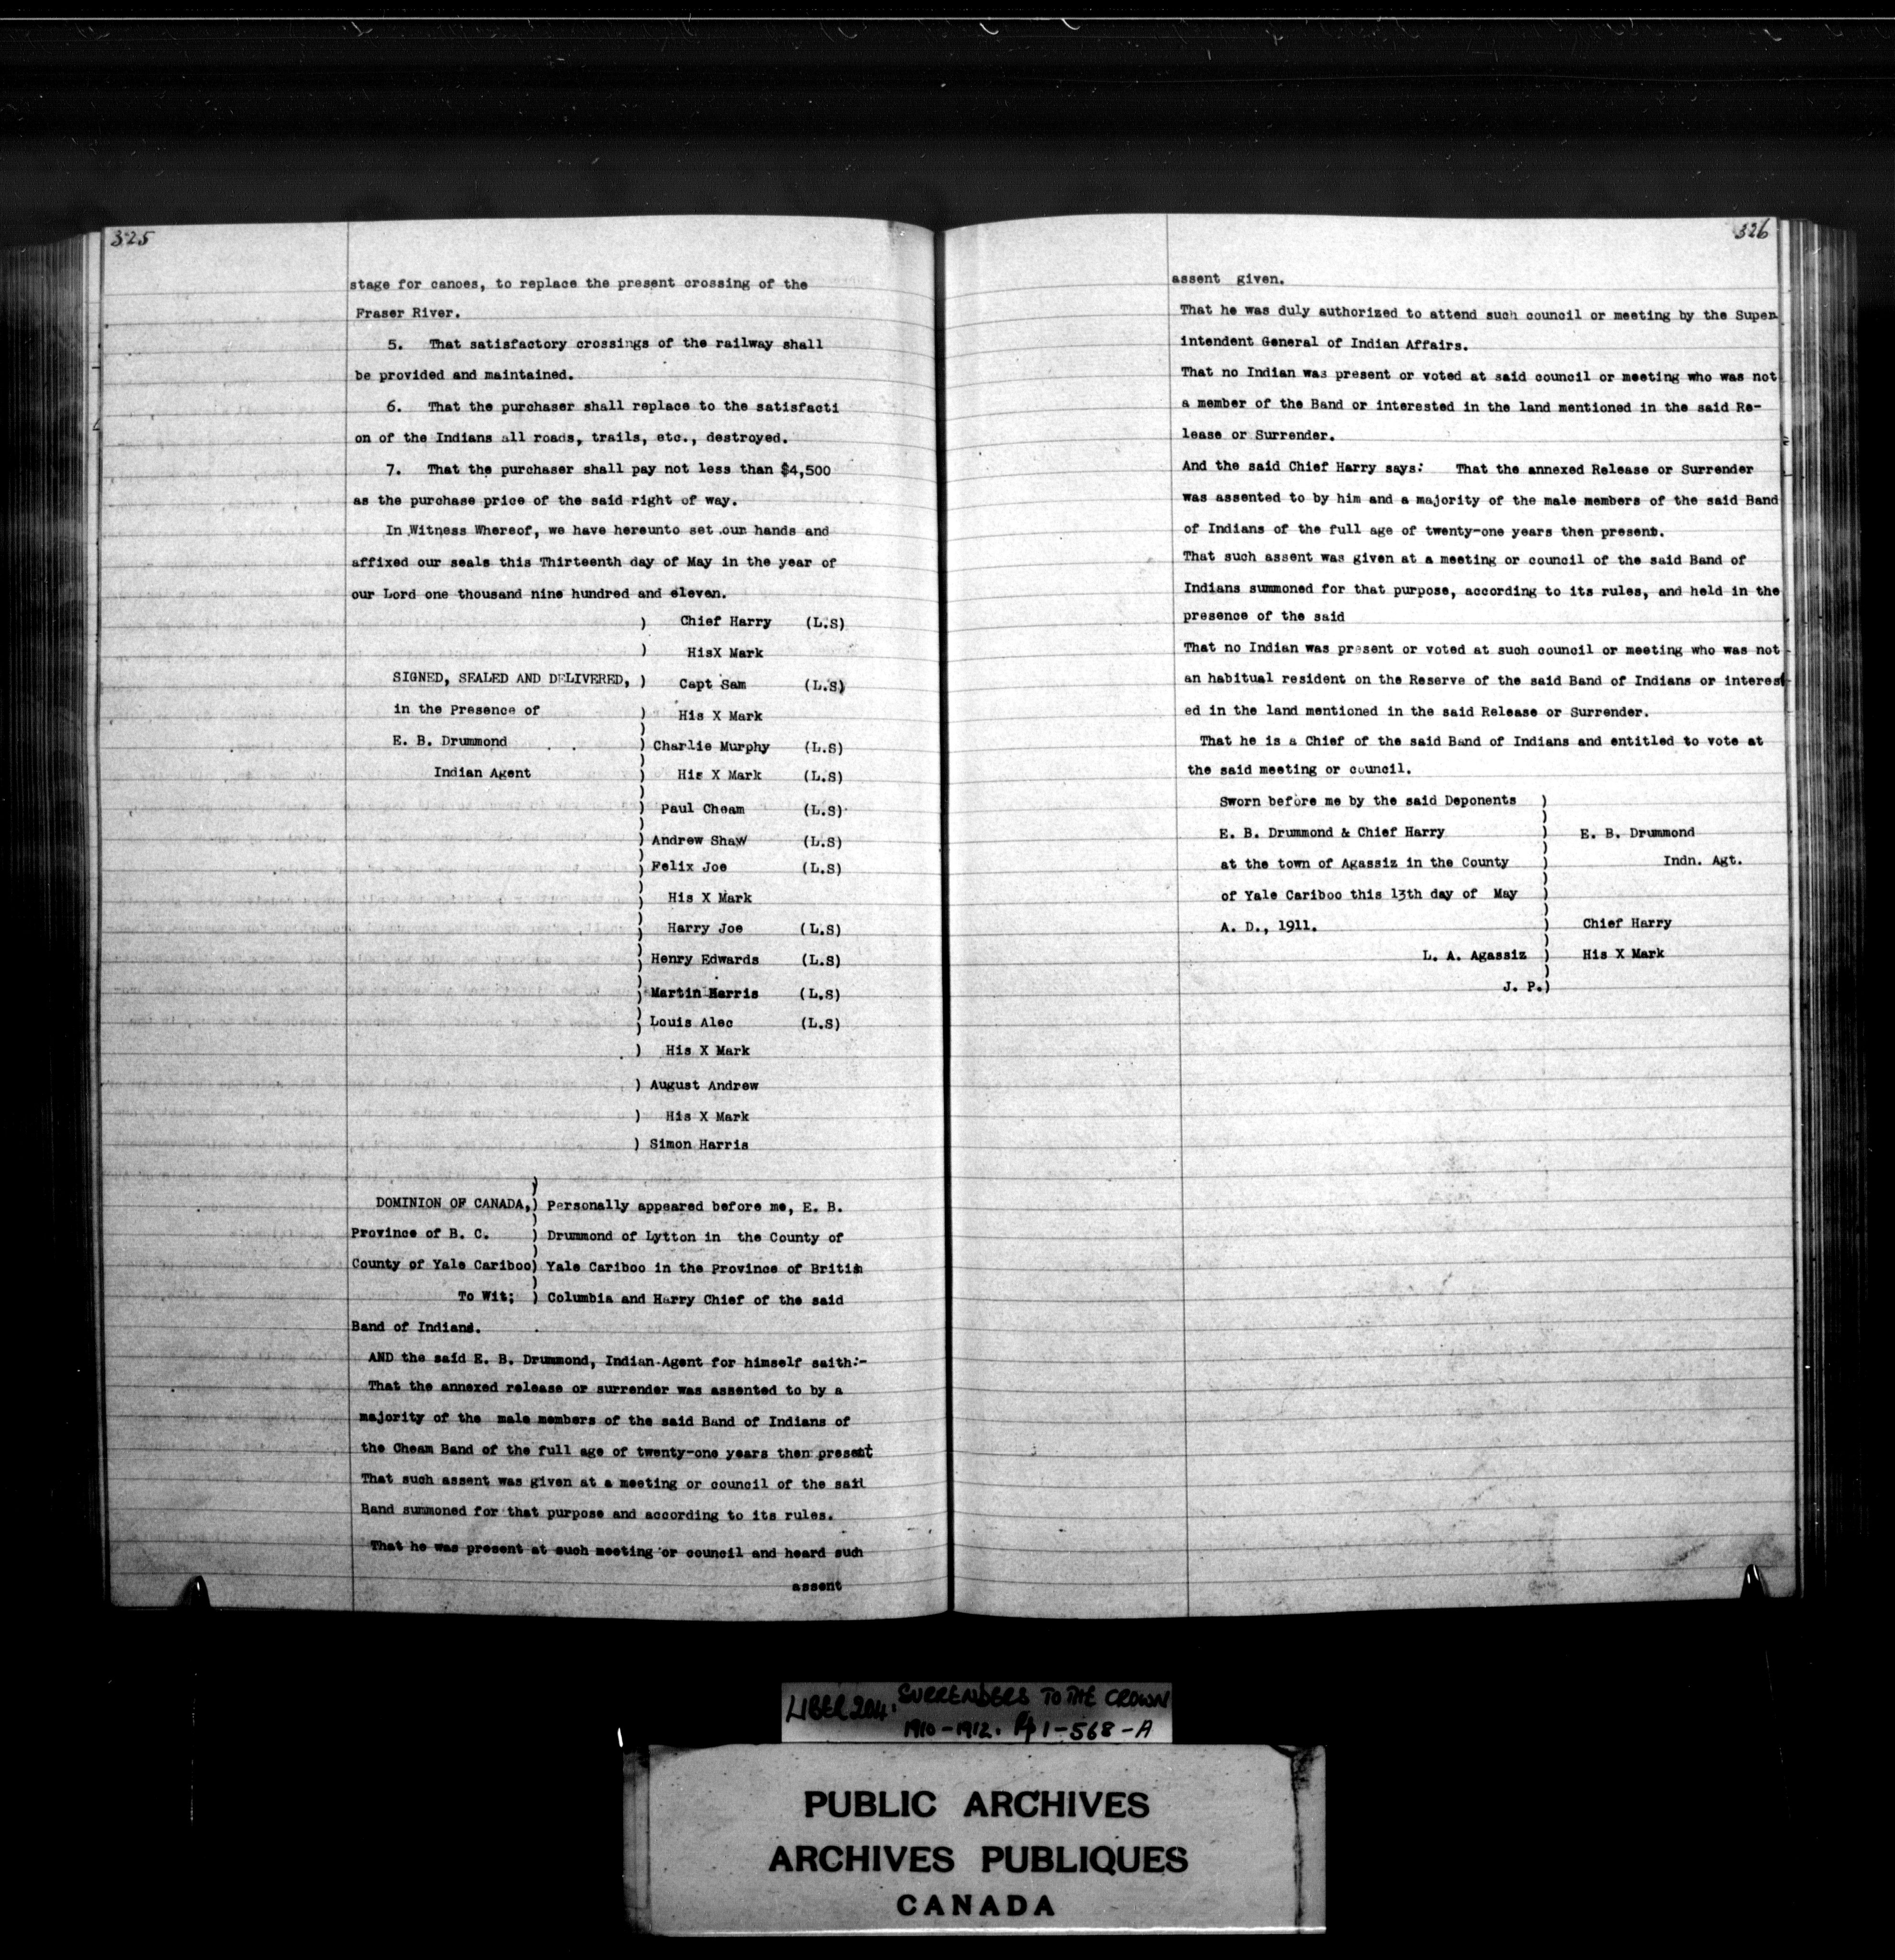 325
stage for canoes, to replace the present crossing of the
Fraser River.
5. That satisfactory crossings of the railway shall
be provided and maintained.
6. That the purchaser shall replace to the satisfacti
on of the Indians all roads, trails, etc., destroyed.
7. That the purchaser shall pay not less than $4,500
as the purchase price of the said right of way.
In Witness Whereof, we have hereunto set our hands and
affixed our seals this Thirteenth day of May in the year of
our Lord one thousand nine hundred and eleven.
) Chief Harry (L.S)
) HisX Mark
SIGNED, SEALED AND DELIVERED, ) Capt Sam (L.S)
in the Presence of ) His X Mark
E. B. Drummond ) Charlie Murphy (L.S)
Indian Agent ) His X Mark (L.S)
) Paul Cheam (L.S)
) Andrew Shaw (L.S)
) Felix Joe (L.S)
) His X Mark
) Harry Joe (L.S)
) Henry Edwards (L.S)
) Martin Harris (L.S)
) Louis Alec (L.S)
) His X Mark
) August Andrew
) His X Mark
) Simon Harris
DOMINION OF CANADA,) Personally appeared before me, E. B.
Province of B. C. ) Drummond of Lytton in the County of
County of Yale Cariboo) Yale Cariboo in the Province of Britih
To Wit; ) Columbia and Harry Chief of the said
Band of Indians.
AND the said E. B. Drummond, Indian Agent for himself saith:-
That the annexed release or surrender was assented to by a
majority of the male members of the said Band of Indians of
the Cheam Band of the full age of twenty-one years then present
That such assent was given at a meeting or council of the said
Band summoned for that purpose and according to its rules.
That he was present at such meeting or council and heard such
assent
326
assent given.
That he was duly authorized to attend such council or meeting by the Super
intendent General of Indian Affairs.
That no Indian was present or voted at said council or meeting who was not
a member of the Band or interested in the land mentioned in the said Re-
lease or Surrender.
And the said Chief Harry says: That the annexed Release or Surrender
was assented to by him and a majority of the male members of the said Band
of Indians of the full age of twenty-one years then present.
That such assent was given at a meeting or council of the said Band of
Indians summoned for that purpose, according to its rules, and held in the
presence of the said
That no Indian was present or voted at such council or meeting who was not
an habitual resident on the Reserve of the said Band of Indians or interest
ed in the land mentioned in the said Release or Surrender.
That he is a Chief of the said Band of Indians and entitled to vote at
the said meeting or council.
Sworn before me by the said Deponents )
E. B. Drummond & Chief Harry ) E. B. Drummond
at the town of Agassiz in the County ) Indn. Agt.
of Yale Cariboo this 13th day of May )
A. D., 1911. ) Chief Harry
L. A. Agassiz ) His X Mark
J. P.)
LIBER 204. SURRENDERS TO THE CROWN
1910-1912. Pp 1-568-A
PUBLIC ARCHIVES
ARCHIVES PUBLIQUES
CANADA